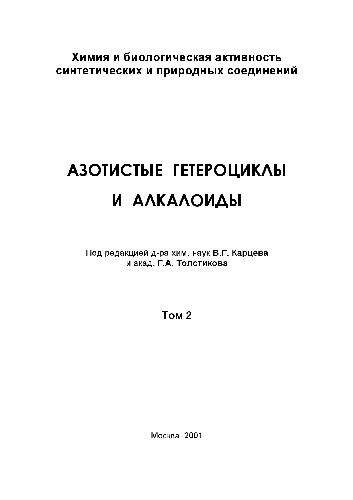 Химия и биологическая активность
синтетических и природных соединений
АЗОТИСТЫЕ ГЕТЕРОЦИКЛЫ
И АЛКАЛОИДЫ
Под редакцией д-ра хим. наук В.Г. Карцева
и акад. Г.А. Толстикова
Том 2
Москва 2001